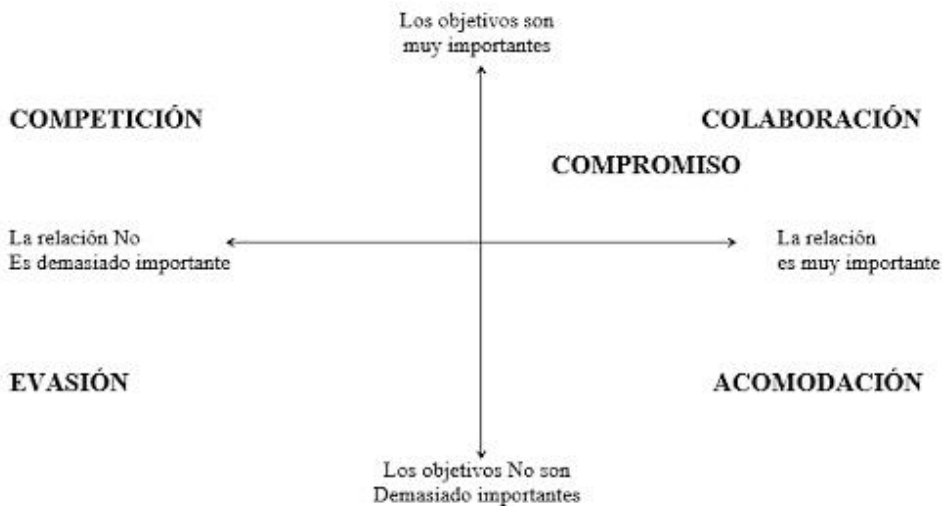 Los objetivos son
muy importantes
COMPETICIÓN
COLABORACIÓN
COMPROMISO
La relación No
Es demasiado importante
La relación
es muy importante
EVASIÓN
ACOMODACIÓN
Los objetivos No son
Demasiado importantes